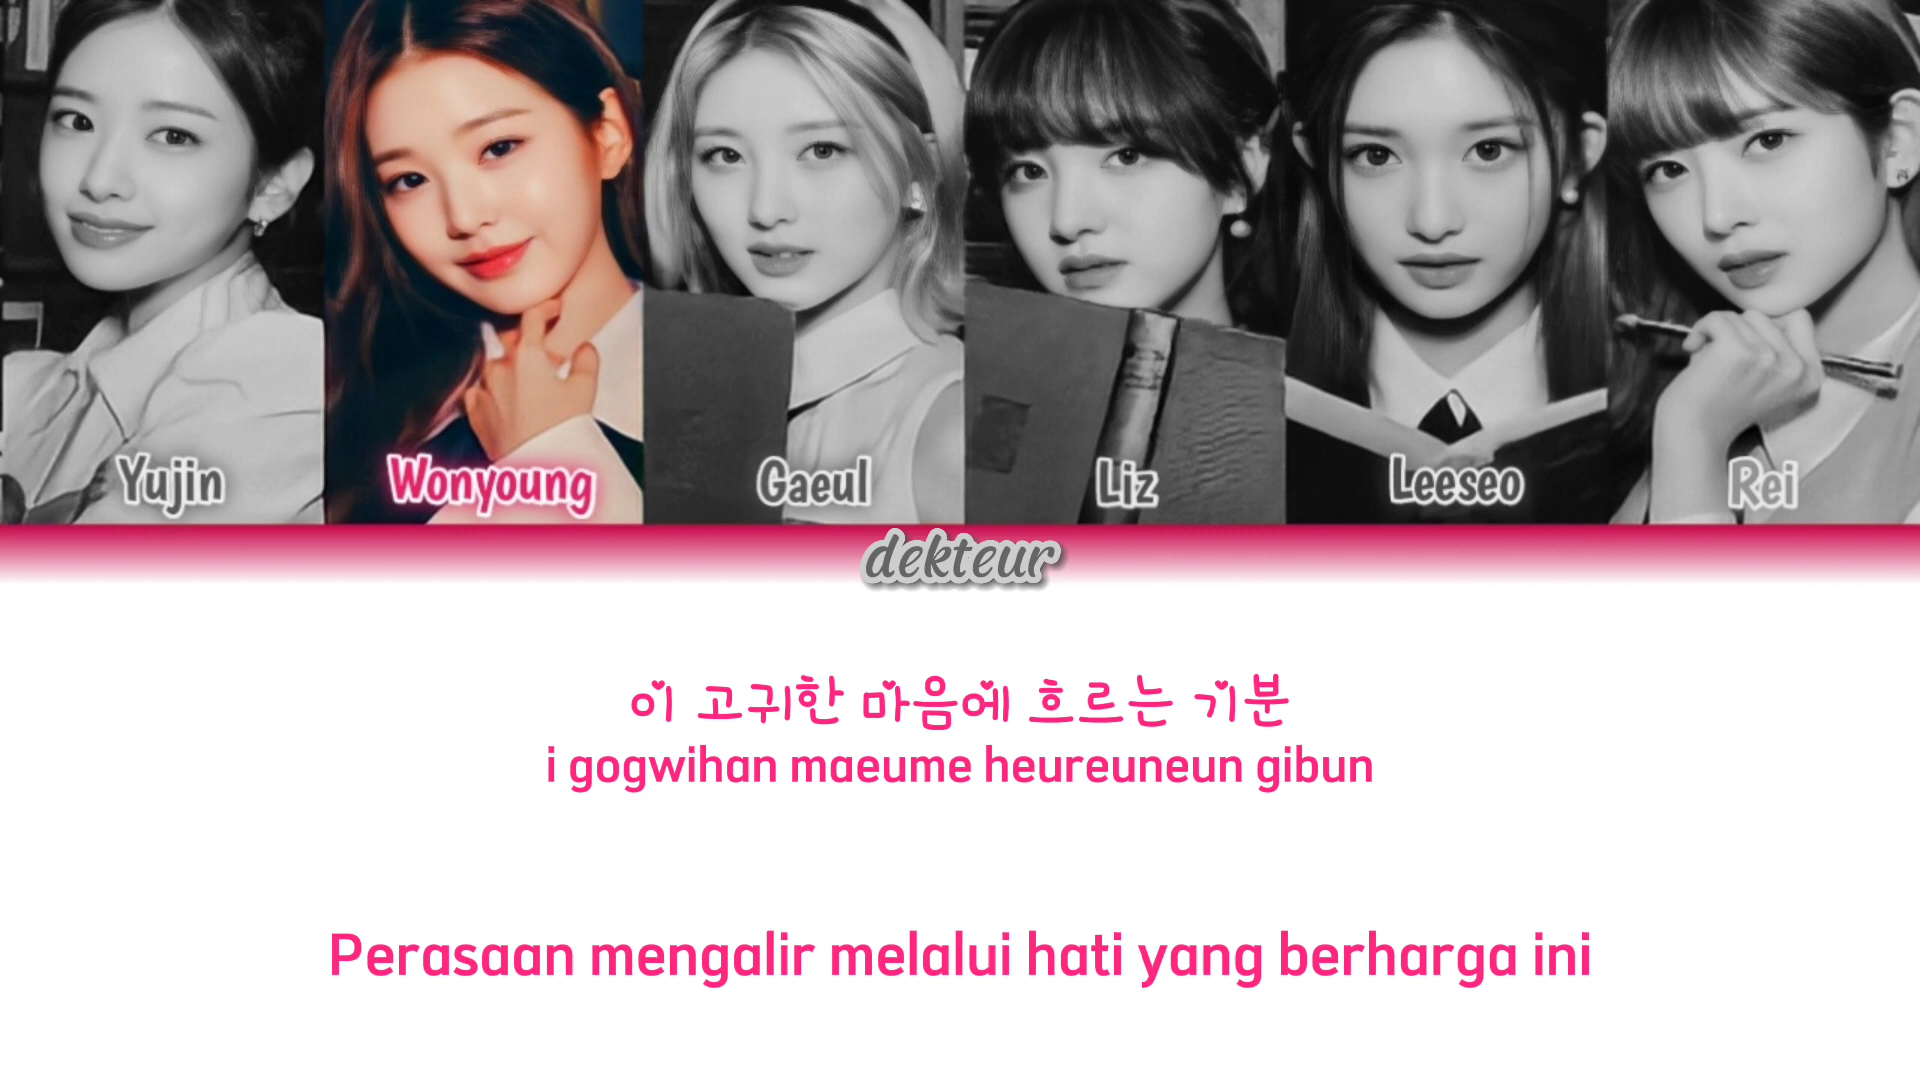 Yujin
Wonyoung
Gaeul
Liz
Leeseo
Rei
dekteur
이 고귀한 마음에 흐르는 기분
i gogwihan maeume heureuneun gibun
Perasaan mengalir melalui hati yang berharga ini